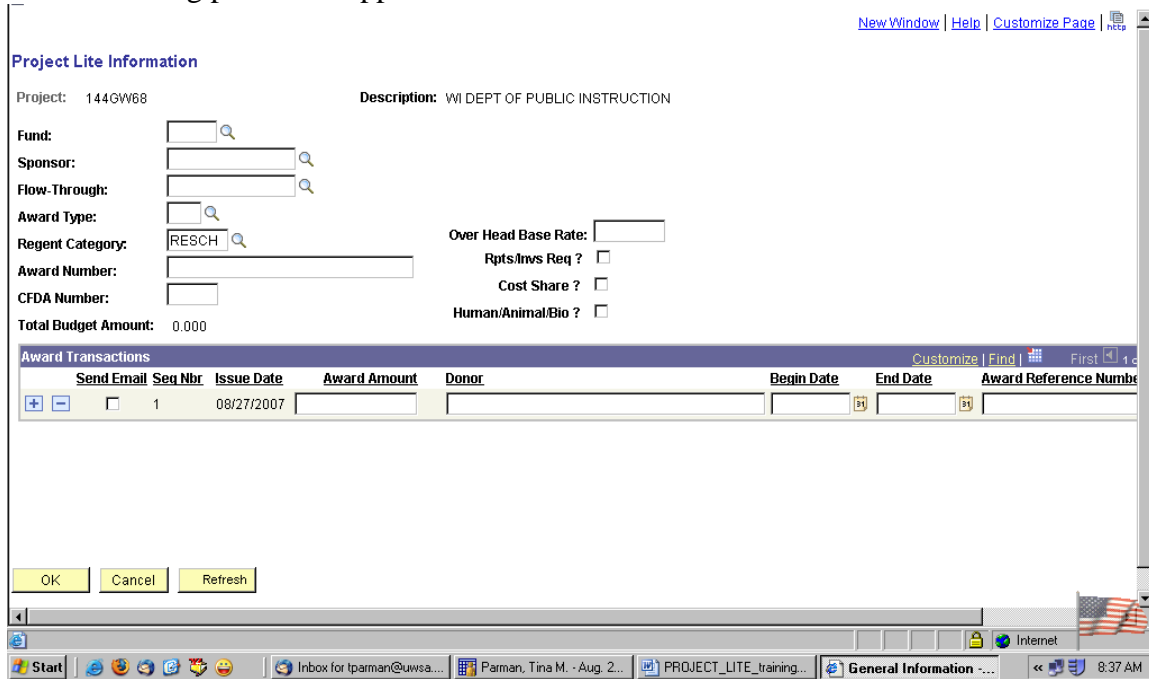 New Window | Help | Customize Page | http
Project Lite Information
Project: 144GW68 Description: WI DEPT OF PUBLIC INSTRUCTION
Fund:
Sponsor:
Flow-Through:
Award Type:
Regent Category: RESCH Over Head Base Rate:
Award Number: Rpts/Invs Req ?
CFDA Number: Cost Share ?
Total Budget Amount: 0.000 Human/Animal/Bio ?
Award Transactions Customize | Find | First 1
Send Email Seq Nbr Issue Date Award Amount Donor Begin Date End Date Award Reference Numbe
+ - 1 08/27/2007 31 31
OK Cancel Refresh
Internet
Start Inbox for tparman@uwsa.... Parman, Tina M. - Aug. 2... PROJECT_LITE_training... General Information -... « 8:37 AM